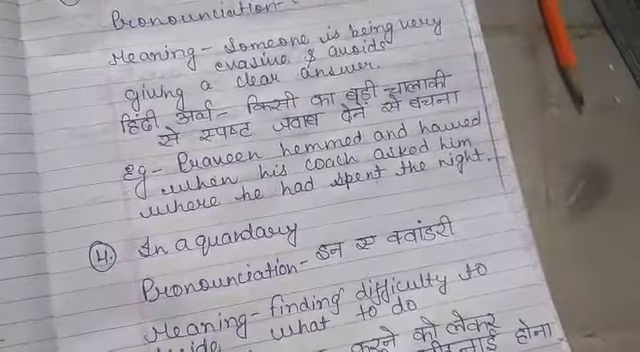 Pronounciation-
Meaning - Someone is being very
evasive & avoids
giving a clear answer.
हिंदी अर्थ - किसी का बड़ी चालाकी
से स्पष्ट जवाब देने से बचना
Eg - Praveen hemmed and hawed
when his coach asked him
where he had spent the night.
4. In a quandary
Pronounciation - इन अ क्वांडरी
Meaning - finding difficulty to
decide what to do
करने को लेकर
होना